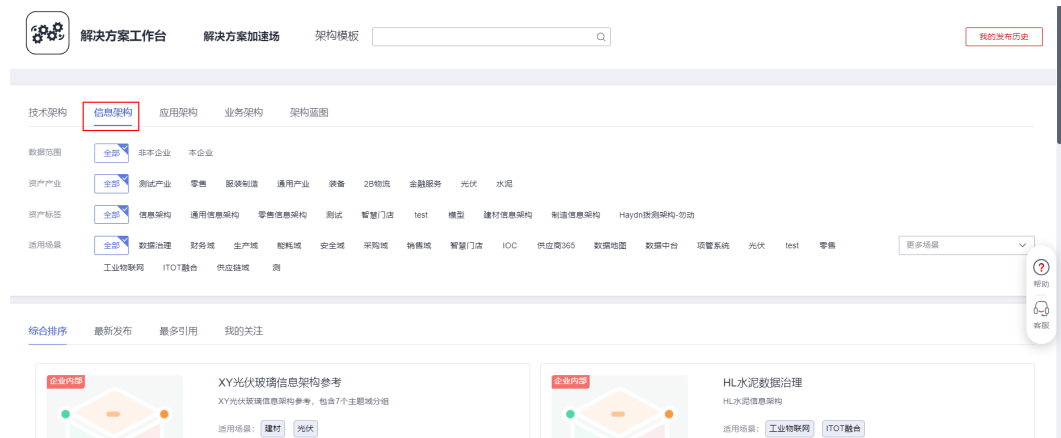 解决方案工作台 解决方案加速场 架构模板 我的发布历史
技术架构 信息架构 应用架构 业务架构 架构蓝图
数据范围 全部 非本企业 本企业
资产产业 全部 测试产业 零售 服装制造 通用产业 装备 2B物流 金融服务 光伏 水泥
资产标签 全部 信息架构 通用信息架构 零售信息架构 测试 智慧门店 test 模型 建材信息架构 制造信息架构 Haydn拨测架构-勿动
适用场景 全部 数据治理 财务域 生产域 能耗域 安全域 采购域 销售域 智慧门店 IOC 供应商365 数据地图 数据中台 项管系统 光伏 test 零售 更多场景
工业物联网 ITOT融合 供应链域 测
帮助
客服
综合排序 最新发布 最多引用 我的关注
企业内部 XY光伏玻璃信息架构参考
XY光伏玻璃信息架构参考，包含7个主题域分组
适用场景： 建材 光伏
企业内部 HL水泥数据治理
HL水泥信息架构
适用场景： 工业物联网 ITOT融合